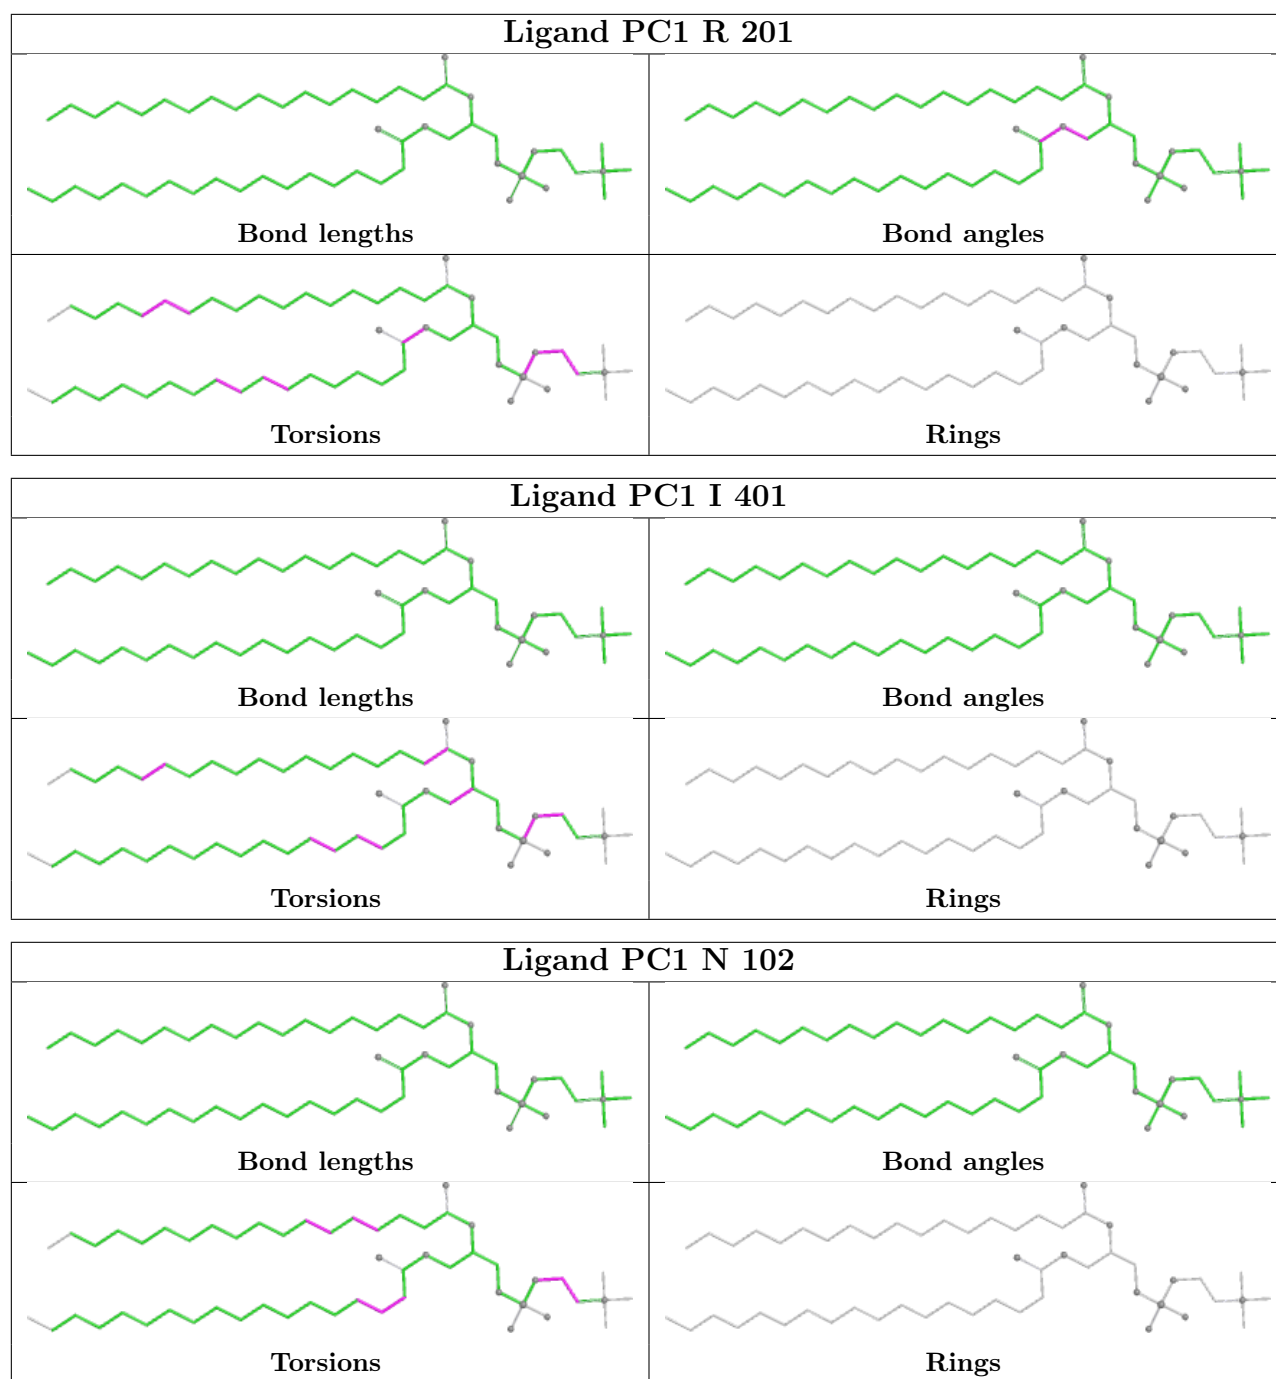 Ligand PC1 R 201
Bond lengths
Bond angles
Torsions
Rings
Ligand PC1 I 401
Bond lengths
Bond angles
Torsions
Rings
Ligand PC1 N 102
Bond lengths
Bond angles
Torsions
Rings